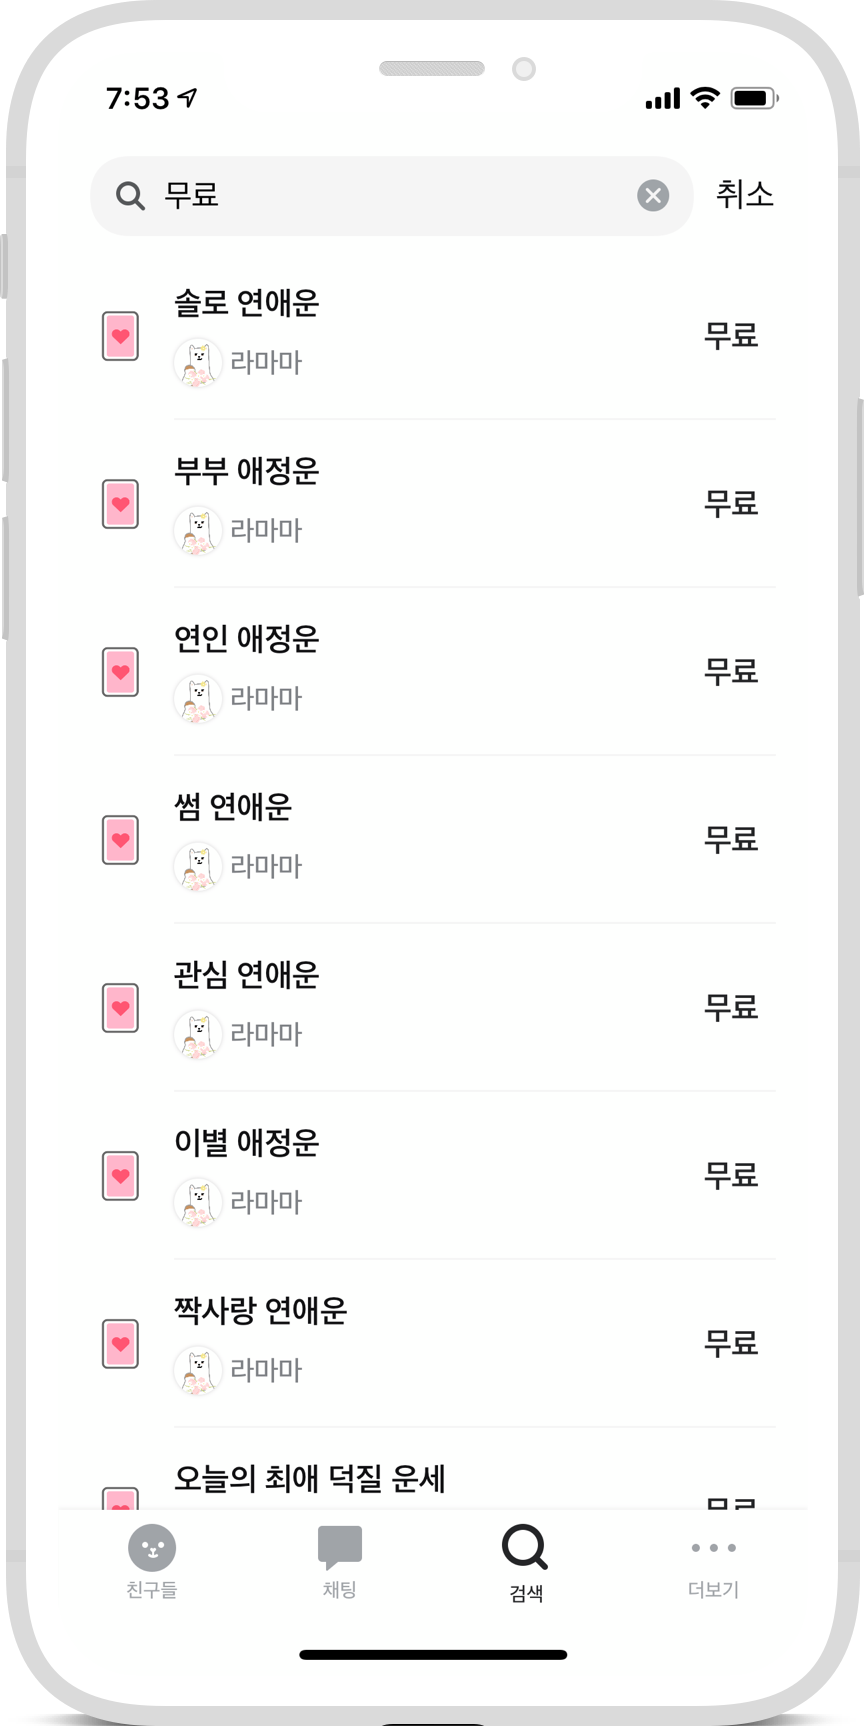 7:53
무료
취소
솔로 연애운
라마마
무료
부부 애정운
라마마
무료
연인 애정운
라마마
무료
썸 연애운
라마마
무료
관심 연애운
라마마
무료
이별 애정운
라마마
무료
짝사랑 연애운
라마마
무료
오늘의 최애 덕질 운세
무료
친구들
채팅
검색
더보기